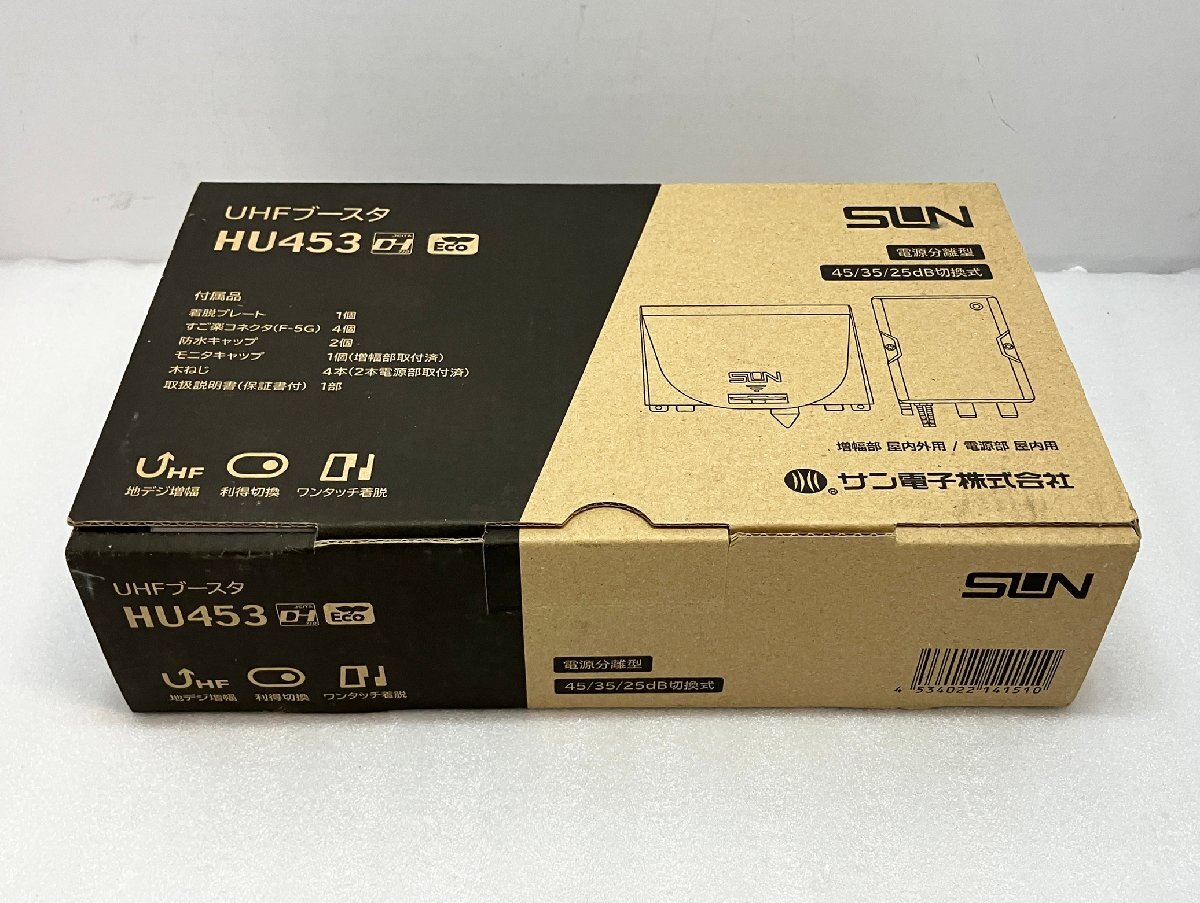 UHFブースタ
HU453 JEITA DH ECO
付属品
着脱プレート 1個
すご楽コネクタ(F-5G) 4個
防水キャップ 2個
モニタキャップ 1個(増幅部取付済)
木ねじ 4本(2本電源部取付済)
取扱説明書(保証書付) 1部
UHF
地デジ増幅 利得切換 ワンタッチ着脱
SUN
電源分離型
45/35/25dB切換式
SUN
増幅部 屋内外用 / 電源部 屋内用
サン電子株式会社
UHFブースタ
HU453 JEITA DH ECO
UHF
地デジ増幅 利得切換 ワンタッチ着脱
電源分離型
45/35/25dB切換式
SUN
4 534022 141510